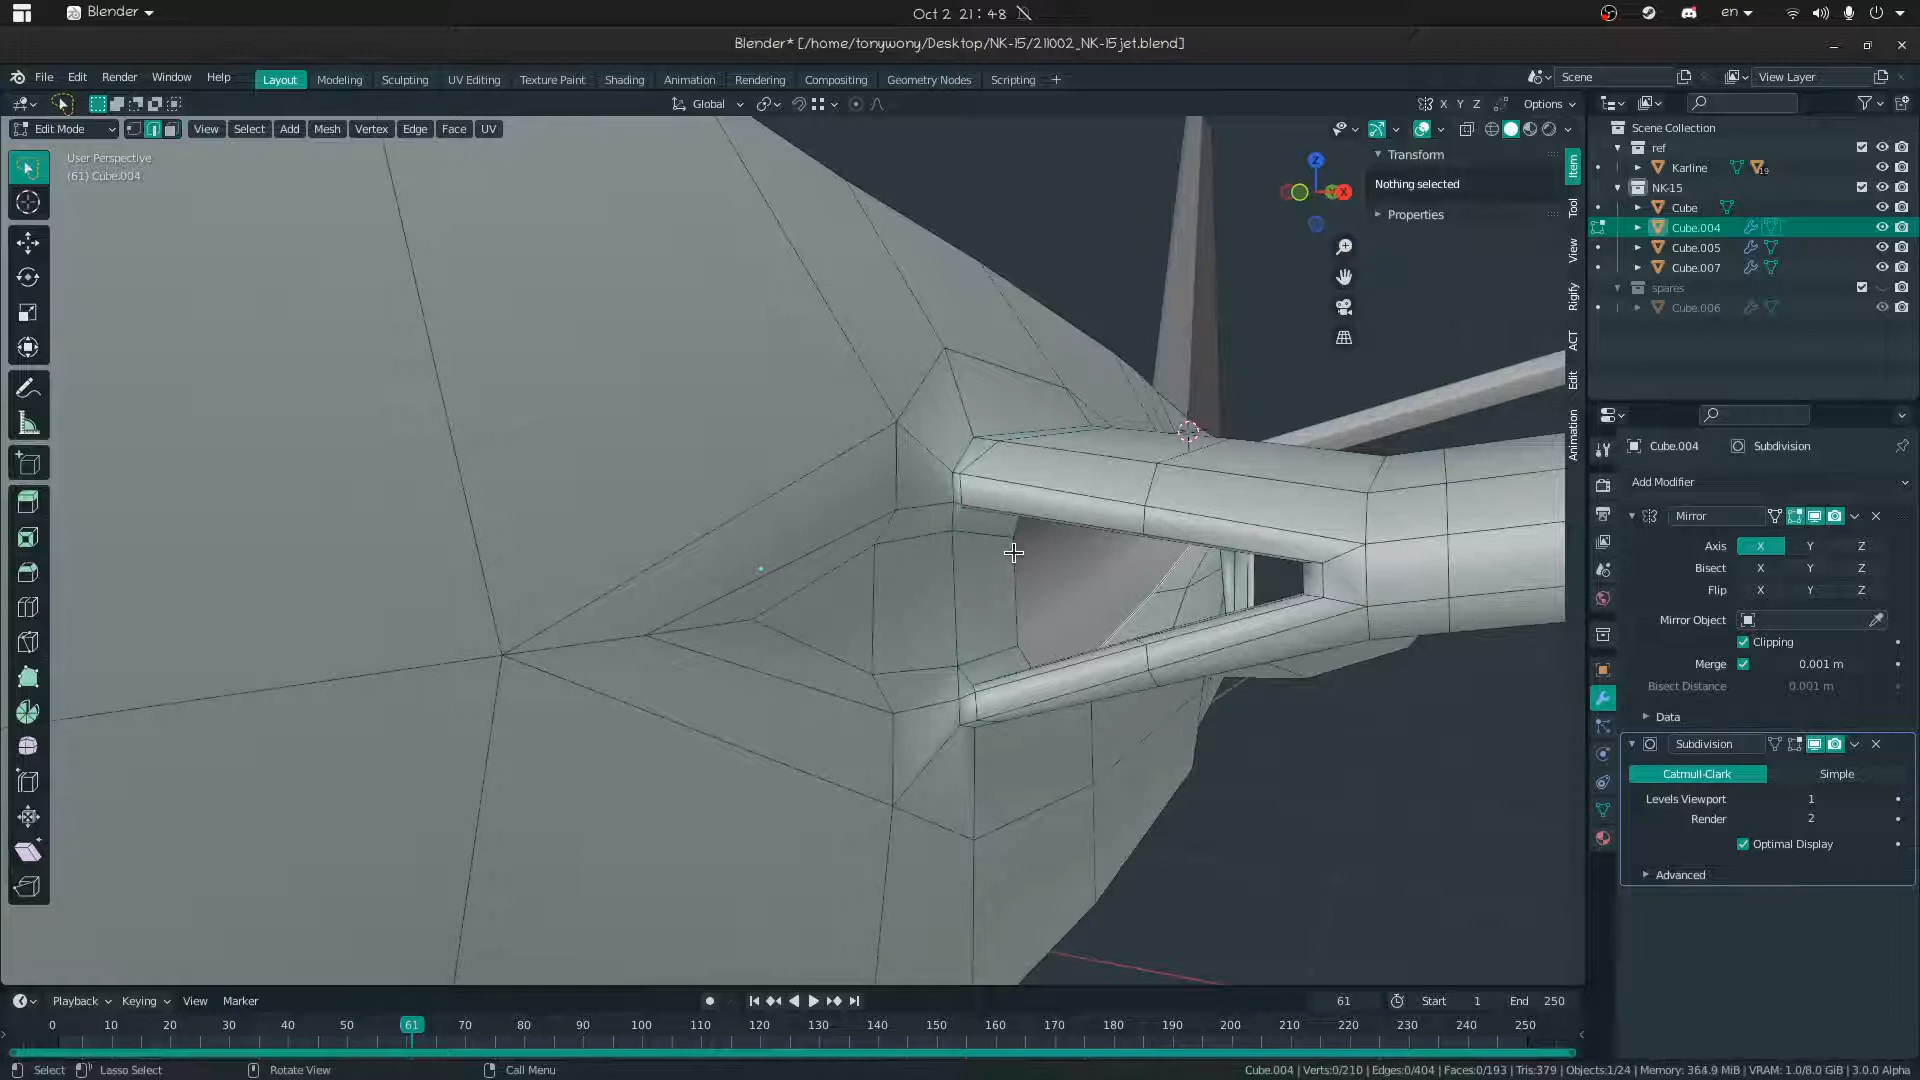 Blender
Oct 2 21:48
en
Blender* [/home/tonywony/Desktop/NK-15/211002_NK-15jet.blend]
File Edit Render Window Help
Layout Modeling Sculpting UV Editing Texture Paint Shading Animation Rendering Compositing Geometry Nodes Scripting +
Scene
View Layer
Global
X Y Z
Options
Edit Mode
View Select Add Mesh Vertex Edge Face UV
User Perspective
(61) Cube.004
Transform
Nothing selected
Properties
Z
Y
X
Item
Tool
View
Rigify
ACT
Edit
Animation
Scene Collection
ref
Karline
19
NK-15
Cube
Cube.004
Cube.005
Cube.007
spares
Cube.006
Cube.004
Subdivision
Add Modifier
Mirror
Axis X Y Z
Bisect X Y Z
Flip X Y Z
Mirror Object
Clipping
Merge 0.001 m
Bisect Distance 0.001 m
Data
Subdivision
Catmull-Clark Simple
Levels Viewport 1
Render 2
Optimal Display
Advanced
Playback Keying View Marker
61
Start 1
End 250
0 10 20 30 40 50 61 70 80 90 100 110 120 130 140 150 160 170 180 190 200 210 220 230 240 250
Select
Lasso Select
Rotate View
Call Menu
Cube.004 | Verts:0/210 | Edges:0/404 | Faces:0/193 | Tris:379 | Objects:1/24 | Memory: 364.9 MiB | VRAM: 1.0/8.0 GiB | 3.0.0 Alpha